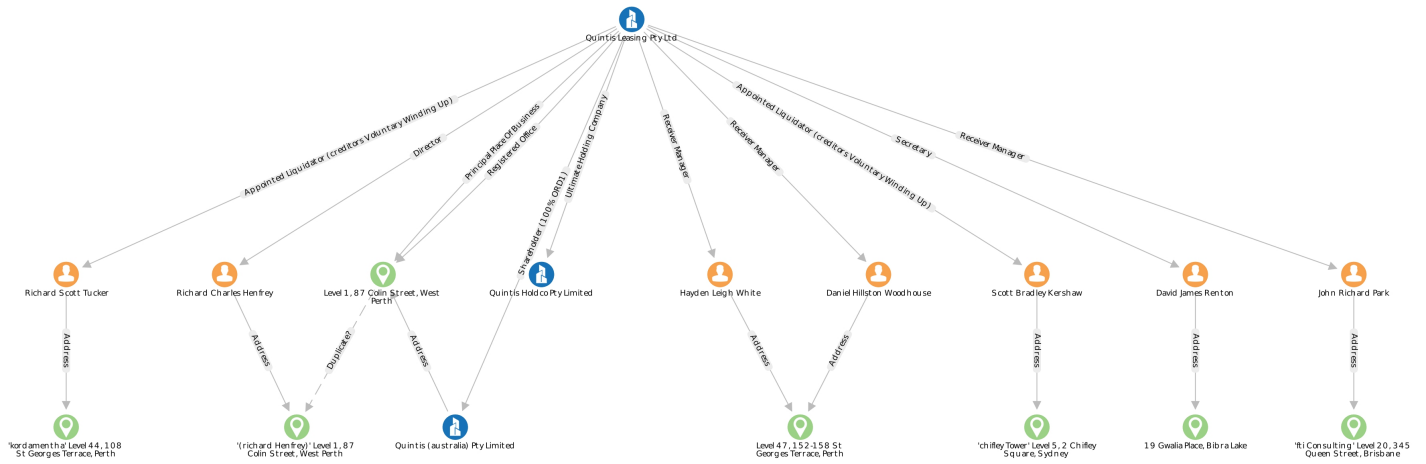 Quintis Leasing Pty Ltd
Appointed Liquidator (creditors Voluntary Winding Up)
Director
Principal Place Of Business
Registered Office
Shareholder (100% ORD1)
Ultimate Holding Company
Receiver Manager
Receiver Manager
Appointed Liquidator (creditors Voluntary Winding Up)
Secretary
Receiver Manager
Richard Scott Tucker
Richard Charles Henfrey
Level 1, 87 Colin Street, West
Perth
Quintis Holdco Pty Limited
Hayden Leigh White
Daniel Hillston Woodhouse
Scott Bradley Kershaw
David James Renton
John Richard Park
Address
Address
Duplicate?
Address
Address
Address
Address
Address
Address
'kordamentha' Level 44, 108
St Georges Terrace, Perth
'(richard Henfrey)' Level 1, 87
Colin Street, West Perth
Quintis (australia) Pty Limited
Level 47, 152-158 St
Georges Terrace, Perth
'chifley Tower' Level 5, 2 Chifley
Square, Sydney
19 Gwalia Place, Bibra Lake
'fti Consulting' Level 20, 345
Queen Street, Brisbane